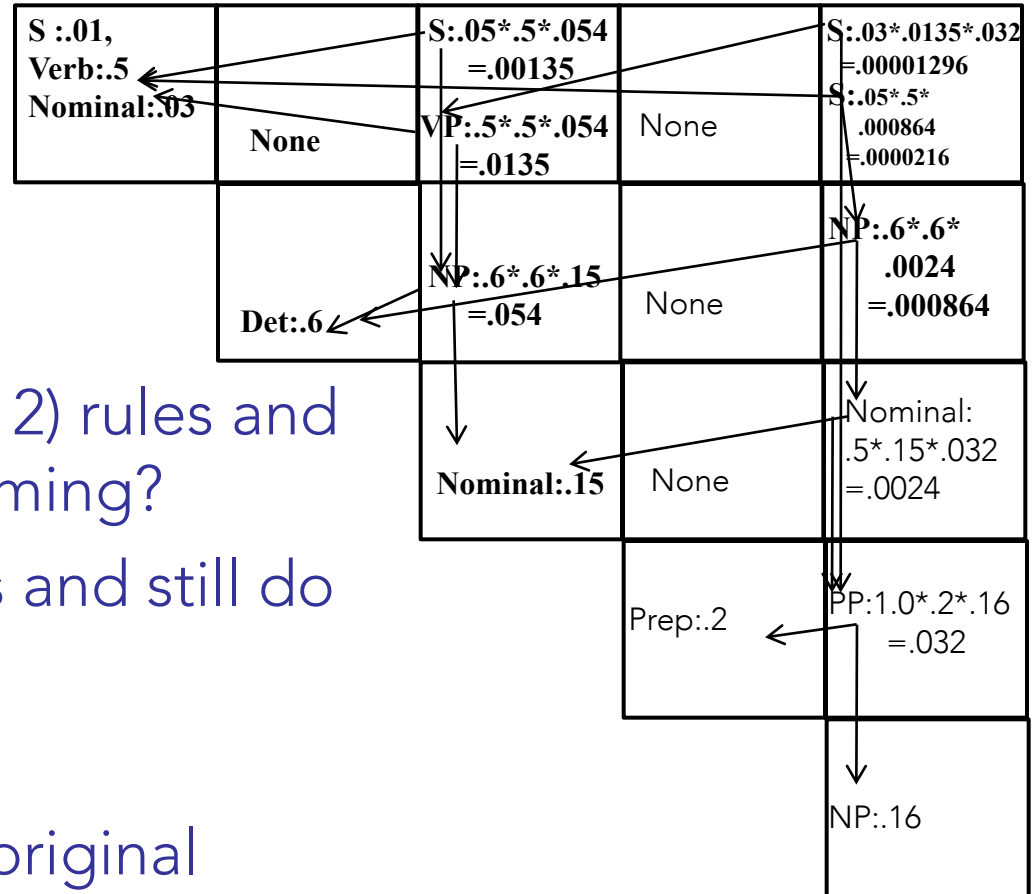 S :.01,
Verb:.5
Nominal:.03
None
S:.05*.5*.054
=.00135
VP:.5*.5*.054
=.0135
None
S:.03*.0135*.032
=.00001296
S:.05*.5*
.000864
=.0000216
Det:.6
NP:.6*.6*.15
=.054
None
NP:.6*.6*
.0024
=.000864
2) rules and
ming?
s and still do
original
Nominal:.15
None
Nominal:
.5*.15*.032
=.0024
Prep:.2
PP:1.0*.2*.16
=.032
NP:.16